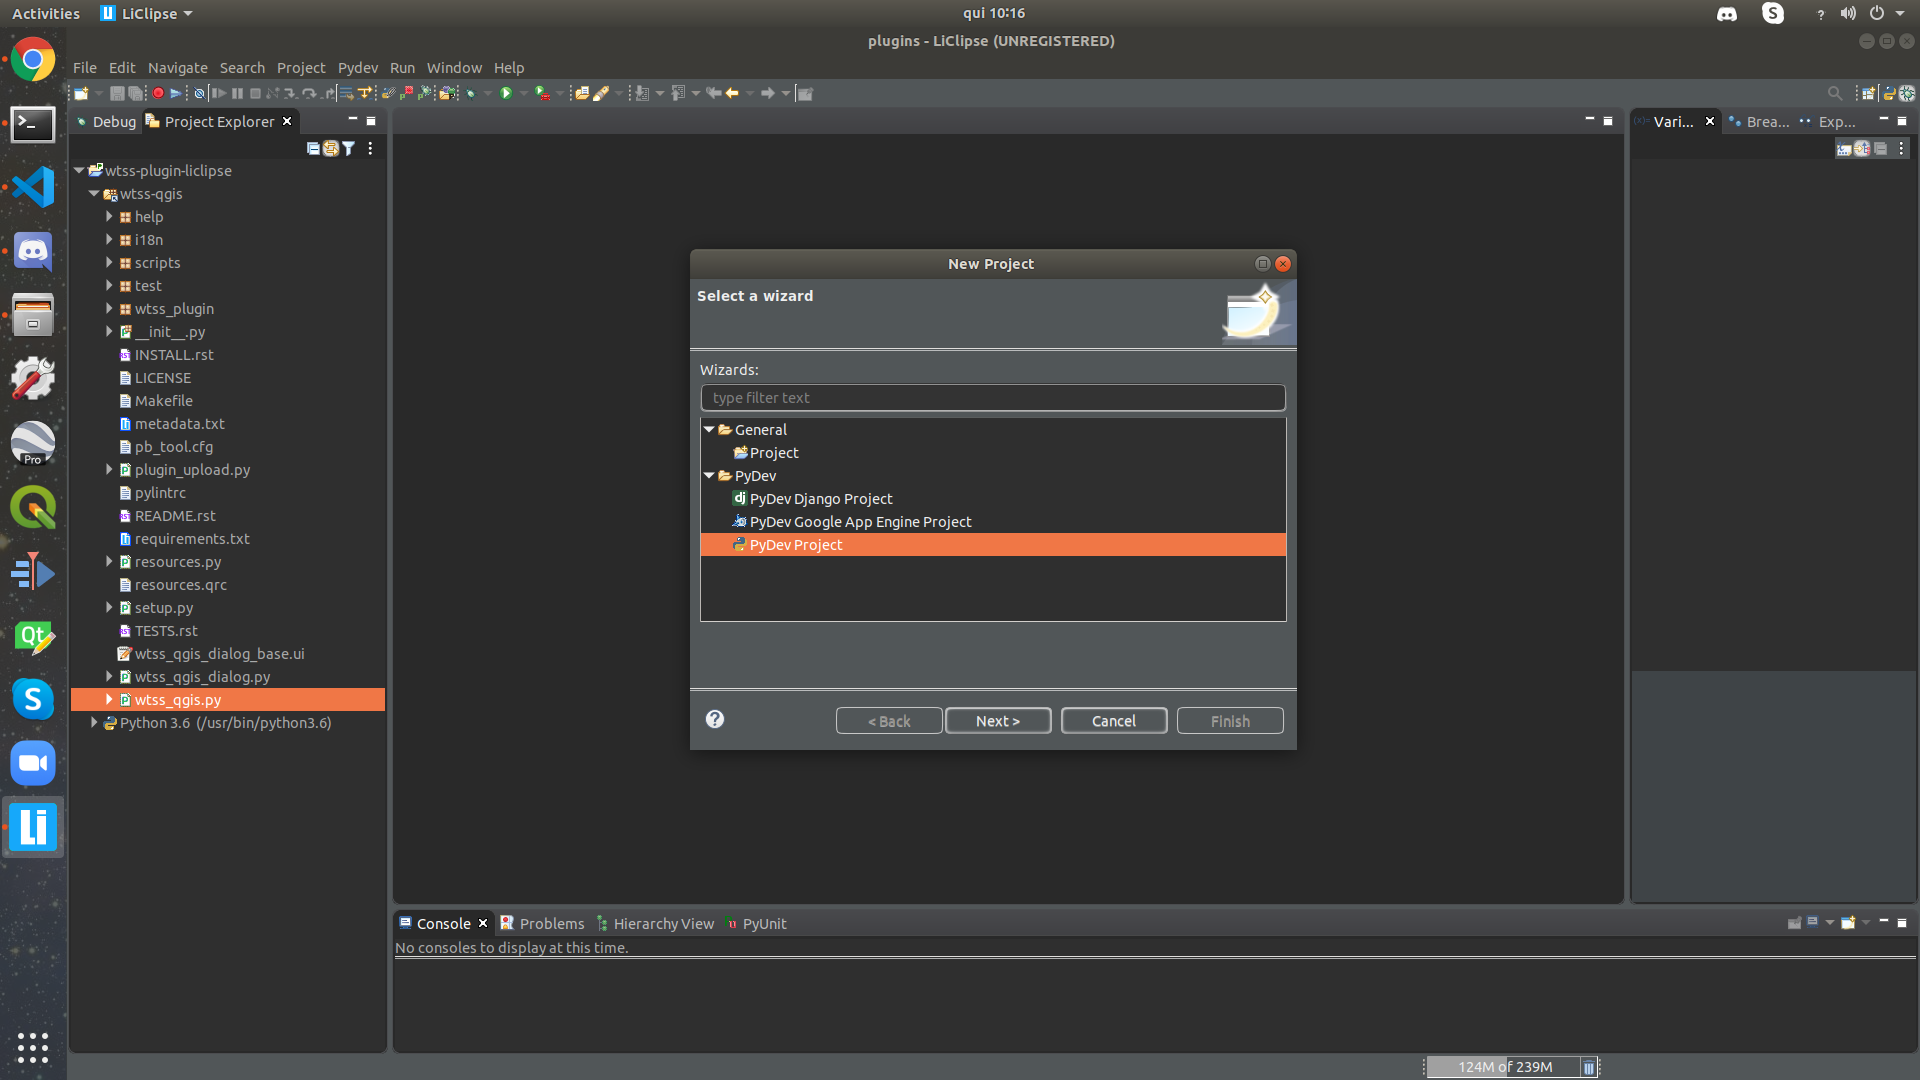 Activities LiClipse qui 10:16 ?
plugins - LiClipse (UNREGISTERED)
File Edit Navigate Search Project Pydev Run Window Help
Debug Project Explorer
Vari... Brea... Exp...
wtss-plugin-liclipse
wtss-qgis
help
i18n
scripts
test
wtss_plugin
__init__.py
INSTALL.rst
LICENSE
Makefile
metadata.txt
pb_tool.cfg
plugin_upload.py
pylintrc
README.rst
requirements.txt
resources.py
resources.qrc
setup.py
TESTS.rst
wtss_qgis_dialog_base.ui
wtss_qgis_dialog.py
wtss_qgis.py
Python 3.6 (/usr/bin/python3.6)
Pro
Qt
S
Li
New Project
Select a wizard
Wizards:
type filter text
General
Project
PyDev
dj PyDev Django Project
PyDev Google App Engine Project
PyDev Project
? < Back Next > Cancel Finish
Console Problems Hierarchy View PyUnit
No consoles to display at this time.
124M of 239M